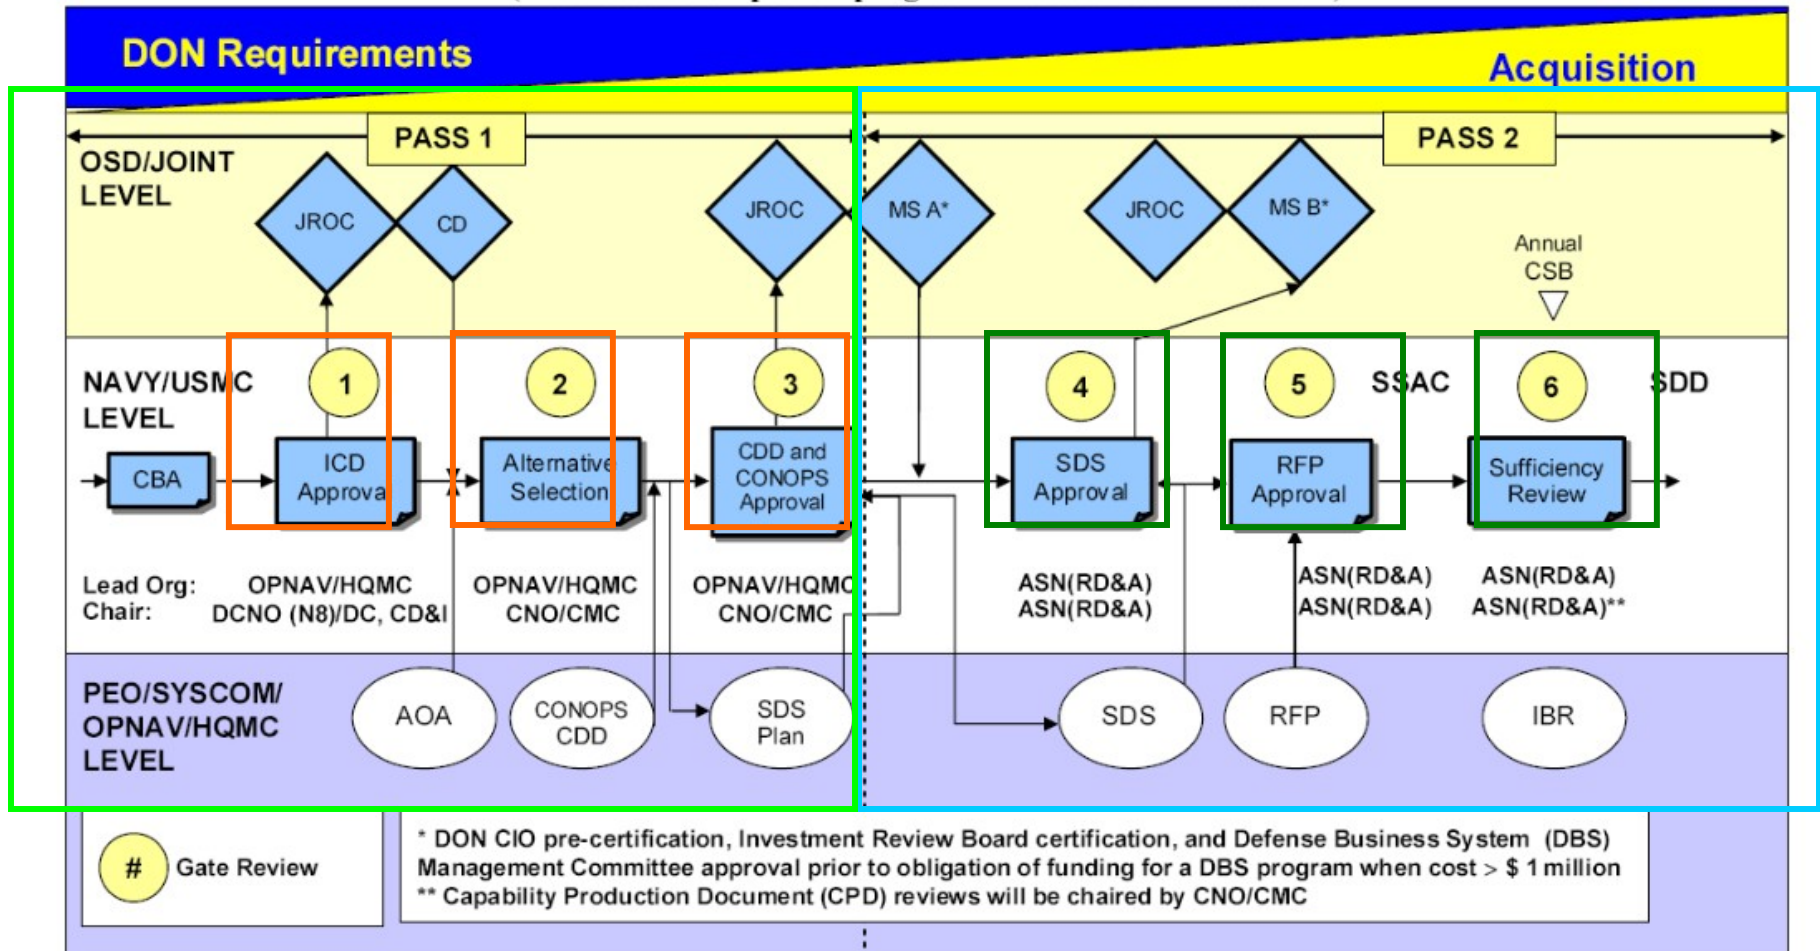 DON Requirements
Acquisition
PASS 1
PASS 2
OSD/JOINT
LEVEL
JROC
CD
JROC
MS A*
JROC
MS B*
Annual
CSB
NAVY/USMC
LEVEL
1
2
3
4
5
SSAC
6
SDD
CBA
ICD
Approval
Alternative
Selection
CDD and
CONOPS
Approval
SDS
Approval
RFP
Approval
Sufficiency
Review
Lead Org:
Chair:
OPNAV/HQMC
DCNO (N8)/DC, CD&I
OPNAV/HQMC
CNO/CMC
OPNAV/HQMC
CNO/CMC
ASN(RD&A)
ASN(RD&A)
ASN(RD&A)
ASN(RD&A)
ASN(RD&A)
ASN(RD&A)**
PEO/SYSCOM/
OPNAV/HQMC
LEVEL
AOA
CONOPS
CDD
SDS
Plan
SDS
RFP
IBR
# Gate Review
* DON CIO pre-certification, Investment Review Board certification, and Defense Business System (DBS)
Management Committee approval prior to obligation of funding for a DBS program when cost > $ 1 million
** Capability Production Document (CPD) reviews will be chaired by CNO/CMC